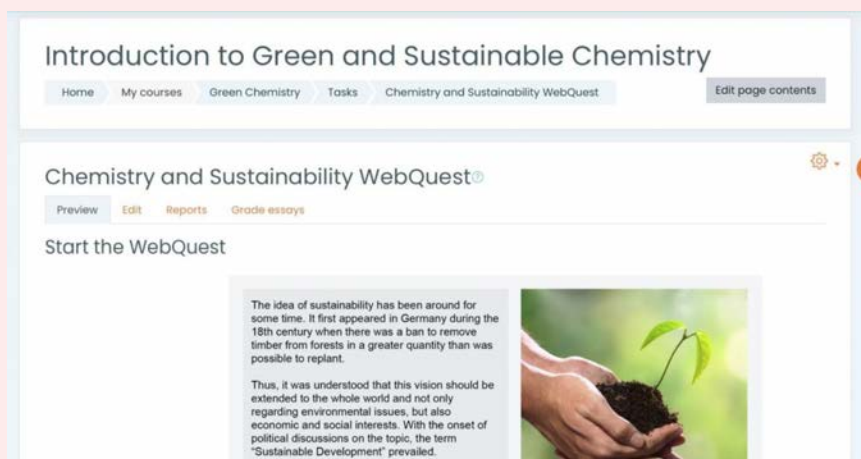 Introduction to Green and Sustainable Chemistry
Home My courses Green Chemistry Tasks Chemistry and Sustainability WebQuest
Edit page contents
Chemistry and Sustainability WebQuest
Preview Edit Reports Grade essays
Start the WebQuest
The idea of sustainability has been around for
some time. It first appeared in Germany during the
18th century when there was a ban to remove
timber from forests in a greater quantity than was
possible to replant.
Thus, it was understood that this vision should be
extended to the whole world and not only
regarding environmental issues, but also
economic and social interests. With the onset of
political discussions on the topic, the term
"Sustainable Development" prevailed.